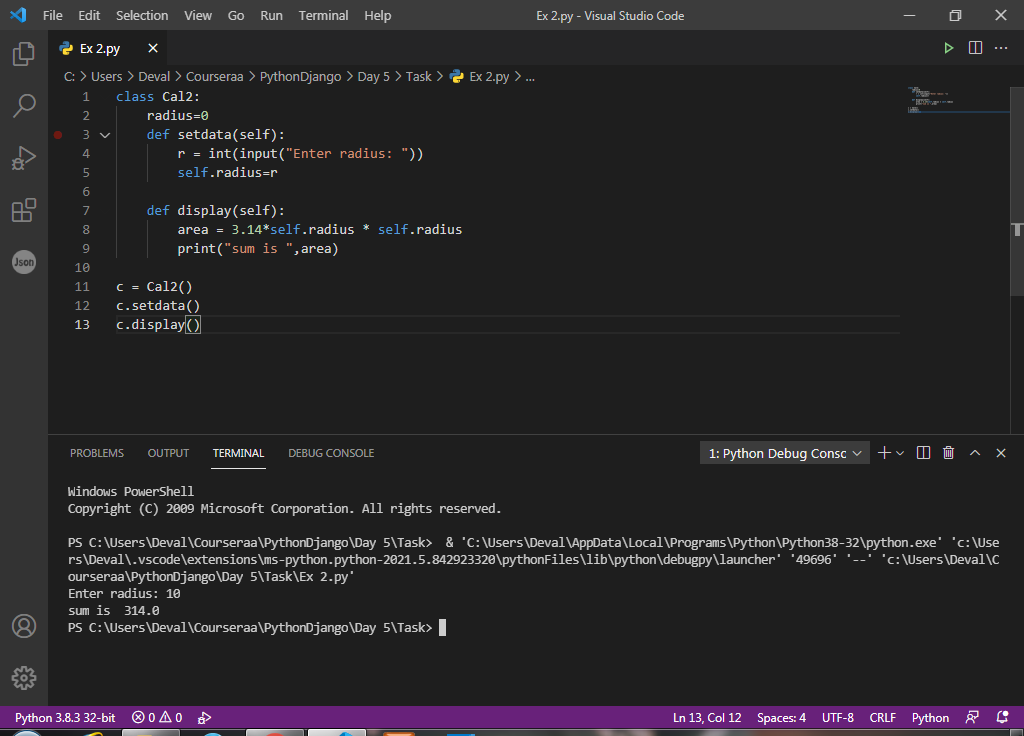 File Edit Selection View Go Run Terminal Help Ex 2.py - Visual Studio Code
Ex 2.py
C: > Users > Deval > Courseraa > PythonDjango > Day 5 > Task > Ex 2.py > ...
1 class Cal2:
2 radius=0
3 def setdata(self):
4 r = int(input("Enter radius: "))
5 self.radius=r
6
7 def display(self):
8 area = 3.14*self.radius * self.radius
9 print("sum is ",area)
10
11 c = Cal2()
12 c.setdata()
13 c.display()
Json
PROBLEMS OUTPUT TERMINAL DEBUG CONSOLE 1: Python Debug Consc
Windows PowerShell
Copyright (C) 2009 Microsoft Corporation. All rights reserved.
PS C:\Users\Deval\Courseraa\PythonDjango\Day 5\Task>  & 'C:\Users\Deval\AppData\Local\Programs\Python\Python38-32\python.exe' 'c:\Use
rs\Deval\.vscode\extensions\ms-python.python-2021.5.842923320\pythonFiles\lib\python\debugpy\launcher' '49696' '--' 'c:\Users\Deval\C
ourseraa\PythonDjango\Day 5\Task\Ex 2.py'
Enter radius: 10
sum is  314.0
PS C:\Users\Deval\Courseraa\PythonDjango\Day 5\Task>
Python 3.8.3 32-bit 0 0 Ln 13, Col 12 Spaces: 4 UTF-8 CRLF Python